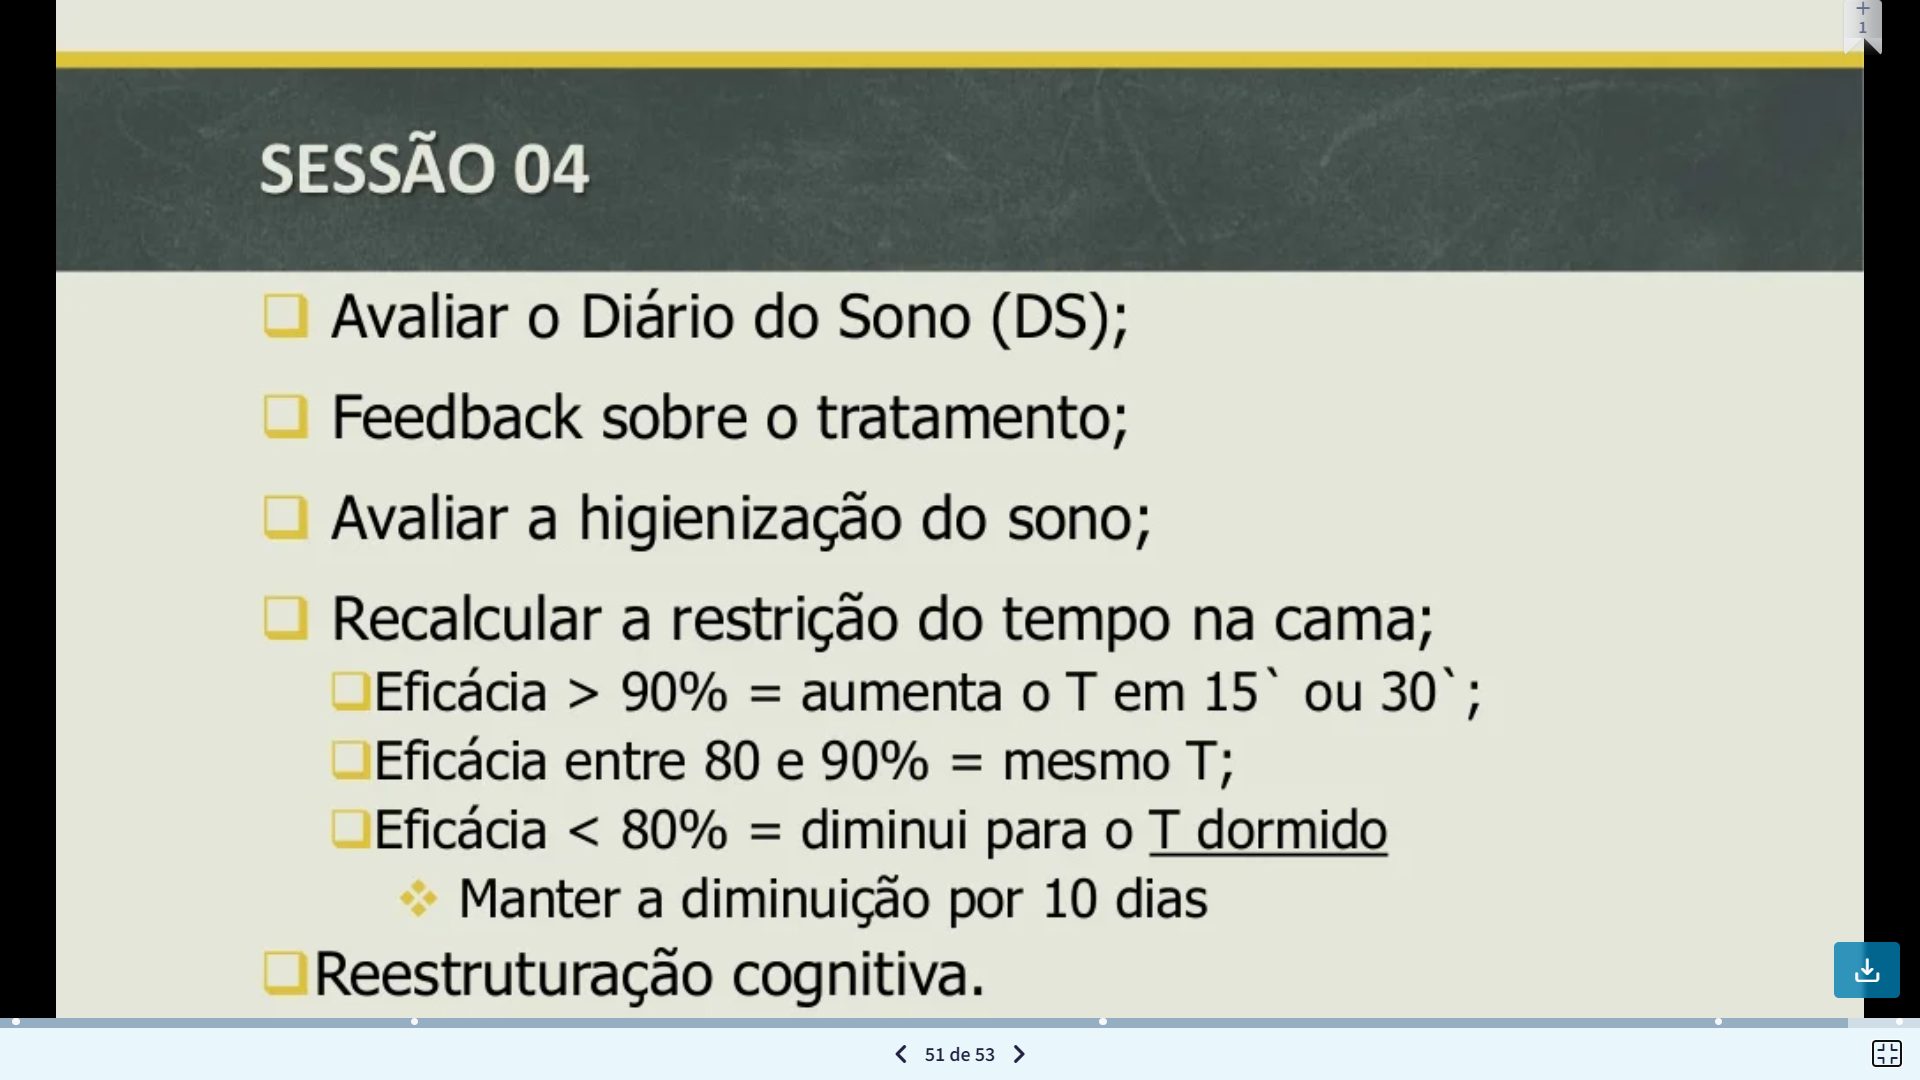 +
1
SESSÃO 04
Avaliar o Diário do Sono (DS);
Feedback sobre o tratamento;
Avaliar a higienização do sono;
Recalcular a restrição do tempo na cama;
Eficácia > 90% = aumenta o T em 15` ou 30`;
Eficácia entre 80 e 90% = mesmo T;
Eficácia < 80% = diminui para o T dormido
Manter a diminuição por 10 dias
Reestruturação cognitiva.
51 de 53